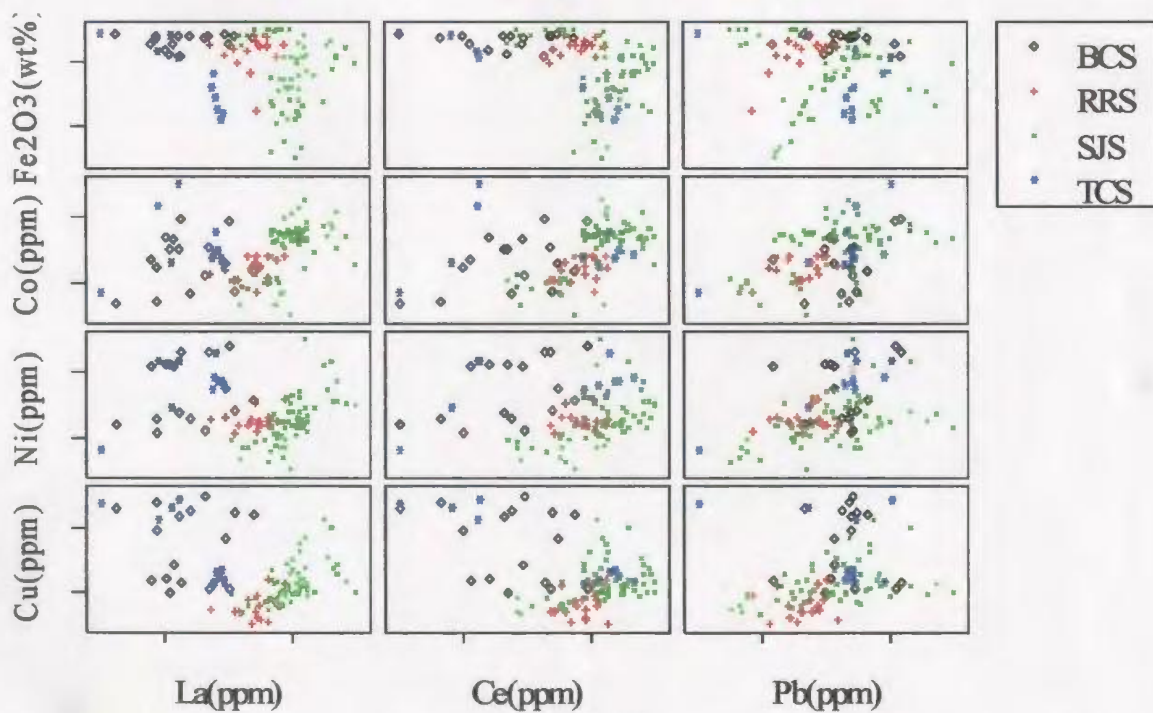 Fe2O3(wt%)
Co(ppm)
Ni(ppm)
Cu(ppm)
La(ppm)
Ce(ppm)
Pb(ppm)
BCS
RRS
SJS
TCS